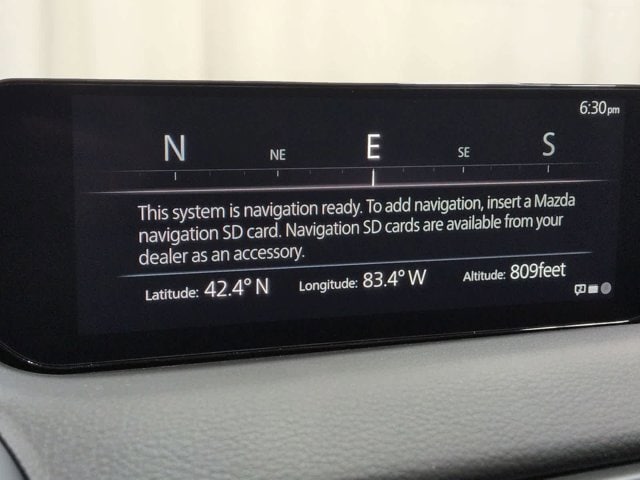 6:30pm
N NE E SE S
This system is navigation ready. To add navigation, insert a Mazda
navigation SD card. Navigation SD cards are available from your
dealer as an accessory.
Latitude: 42.4° N Longitude: 83.4° W Altitude: 809feet